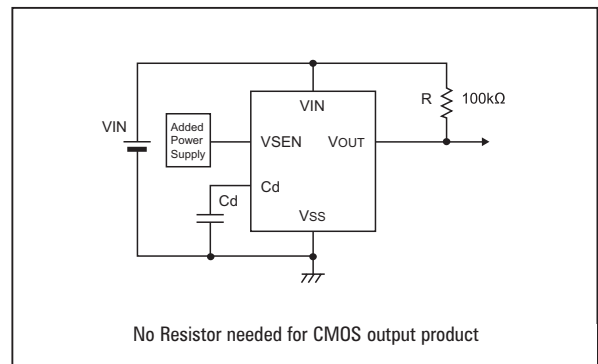 VIN
Added
Power
Supply
VIN
VSEN
VOUT
Cd
Cd
VSS
R
100kΩ
No Resistor needed for CMOS output product